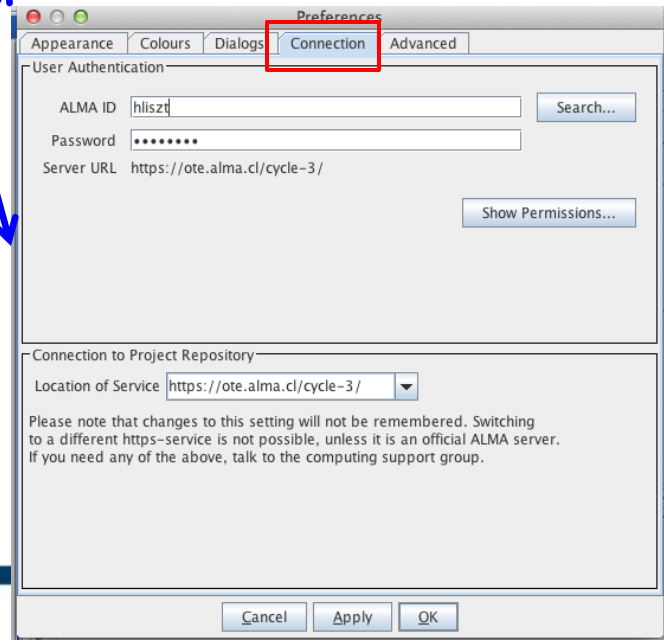 Preferences
Appearance Colours Dialogs Connection Advanced
User Authentication
ALMA ID hliszt Search...
Password ••••••••
Server URL https://ote.alma.cl/cycle-3/
Show Permissions...
Connection to Project Repository
Location of Service https://ote.alma.cl/cycle-3/
Please note that changes to this setting will not be remembered. Switching
to a different https-service is not possible, unless it is an official ALMA server.
If you need any of the above, talk to the computing support group.
Cancel Apply OK